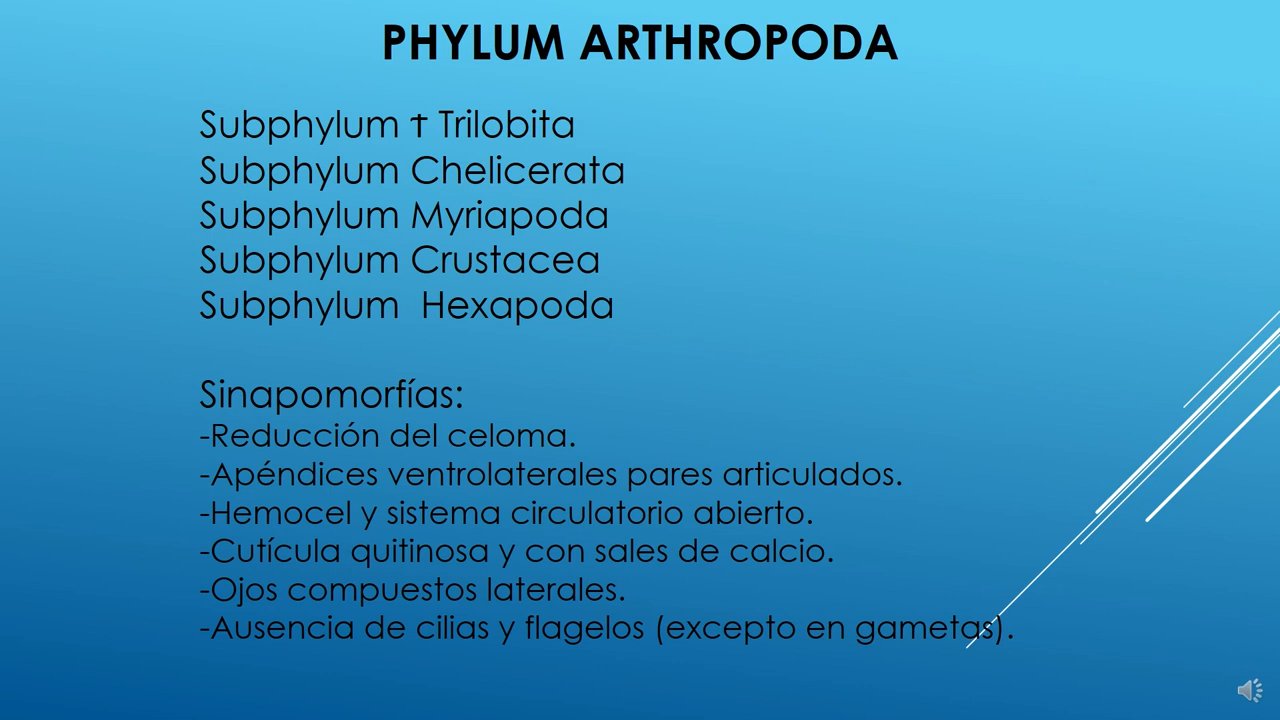 PHYLUM ARTHROPODA
Subphylum † Trilobita
Subphylum Chelicerata
Subphylum Myriapoda
Subphylum Crustacea
Subphylum  Hexapoda
Sinapomorfías:
-Reducción del celoma.
-Apéndices ventrolaterales pares articulados.
-Hemocel y sistema circulatorio abierto.
-Cutícula quitinosa y con sales de calcio.
-Ojos compuestos laterales.
-Ausencia de cilias y flagelos (excepto en gametas).